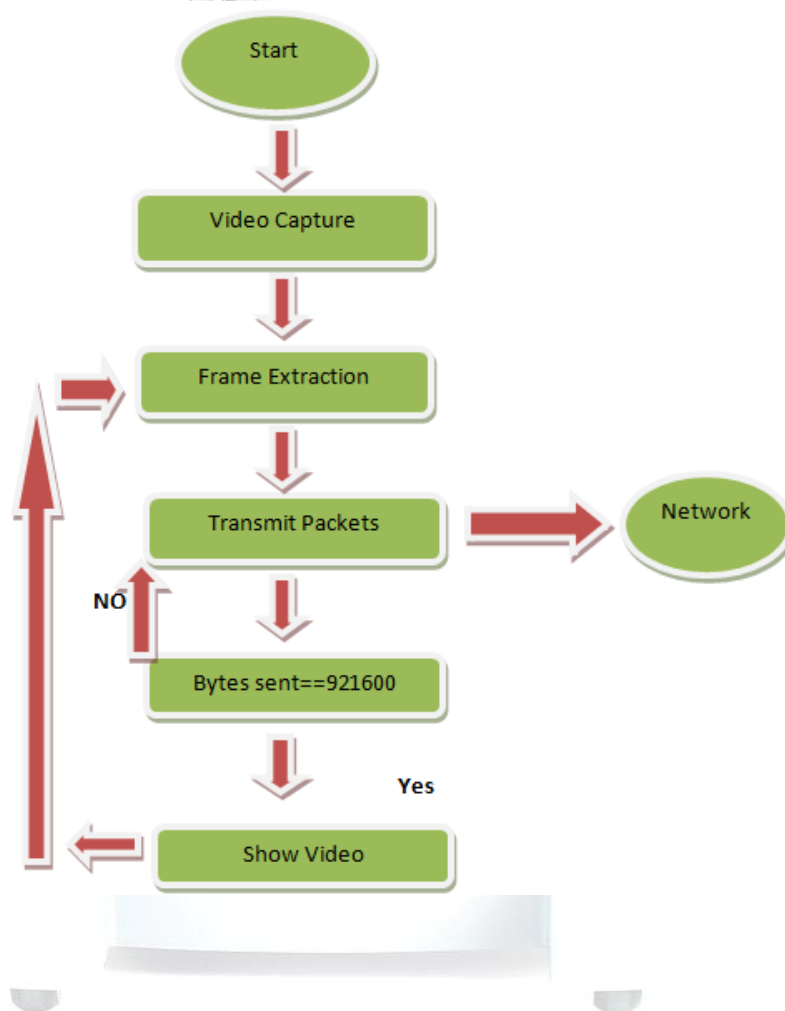 Start
Video Capture
Frame Extraction
Transmit Packets
Network
NO
Bytes sent==921600
Yes
Show Video